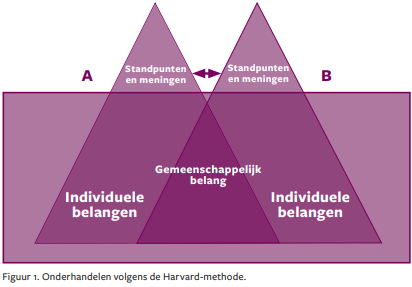 A
Standpunten
en meningen
Standpunten
en meningen
B
Gemeenschappelijk
belang
Individuele
belangen
Individuele
belangen
Figuur 1. Onderhandelen volgens de Harvard-methode.